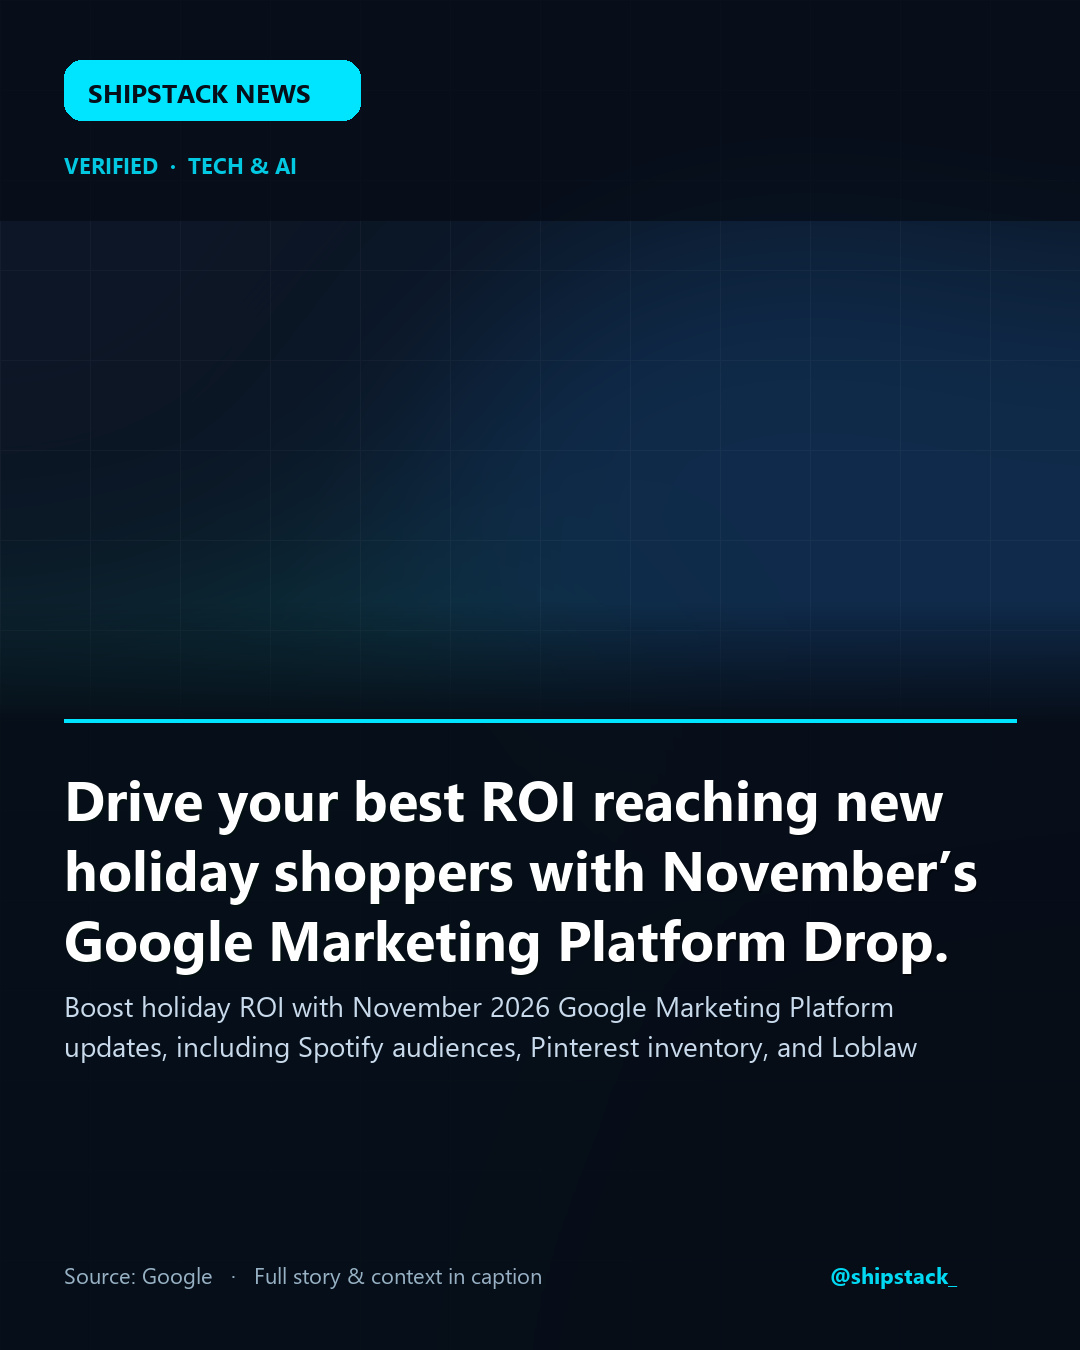 SHIPSTACK NEWS
VERIFIED · TECH & AI
Drive your best ROI reaching new
holiday shoppers with November’s
Google Marketing Platform Drop.
Boost holiday ROI with November 2026 Google Marketing Platform
updates, including Spotify audiences, Pinterest inventory, and Loblaw
Source: Google · Full story & context in caption
@shipstack_